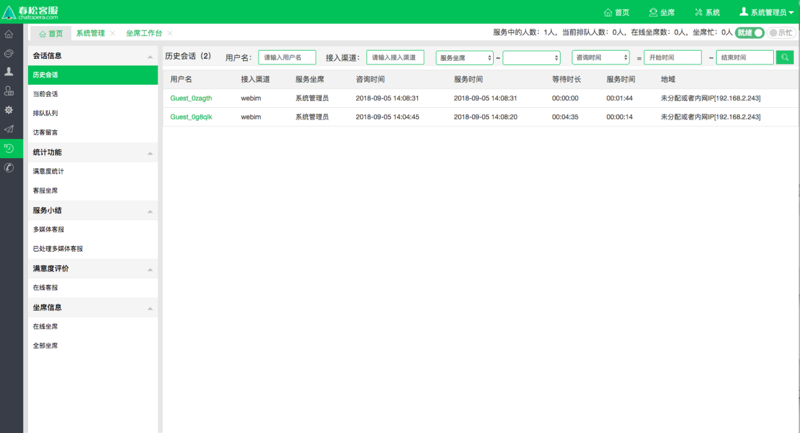 春松客服
chatopera.com
首页 坐席 系统 系统管理员
首页 系统管理 坐席工作台
服务中的人数：1人，当前排队人数：0人，在线坐席数：0人，坐席忙：0人 就绪 示忙
会话信息
历史会话
当前会话
排队队列
访客留言
统计功能
满意度统计
客服坐席
服务小结
多媒体客服
已处理多媒体客服
满意度评价
在线客服
坐席信息
在线坐席
全部坐席
历史会话（2） 用户名： 请输入用户名 接入渠道： 请输入接入渠道 服务坐席 – 咨询时间 = 开始时间 ~ 结束时间
用户名 接入渠道 服务坐席 咨询时间 服务时间 等待时长 服务时间 地域
Guest_0zagth webim 系统管理员 2018-09-05 14:08:31 2018-09-05 14:08:31 00:00:00 00:01:44 未分配或者内网IP[192.168.2.243]
Guest_0g8qlk webim 系统管理员 2018-09-05 14:04:45 2018-09-05 14:08:20 00:04:35 00:00:14 未分配或者内网IP[192.168.2.243]